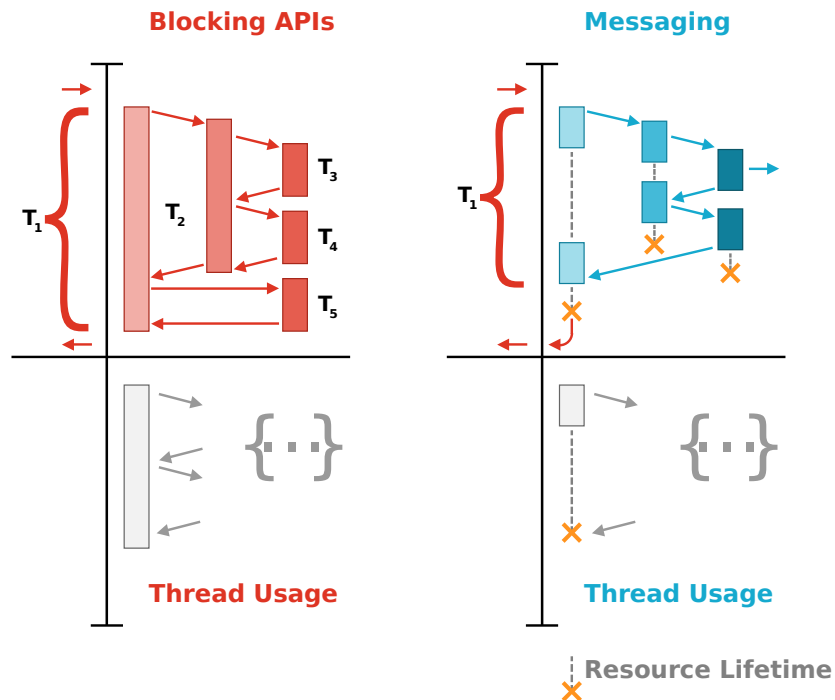 Blocking APIs
Messaging
T₃
T₁
T₂
T₁
T₄
T₅
{...}
{...}
Thread Usage
Thread Usage
Resource Lifetime